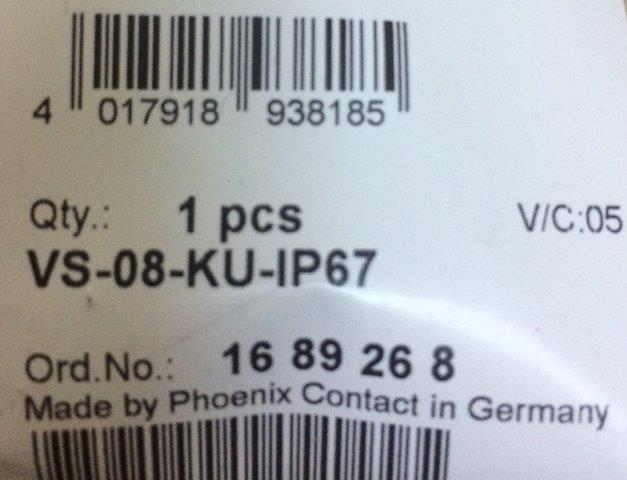 4 017918 938185
Qty.: 1 pcs V/C:05
VS-08-KU-IP67
Ord.No.: 16 89 26 8
Made by Phoenix Contact in Germany